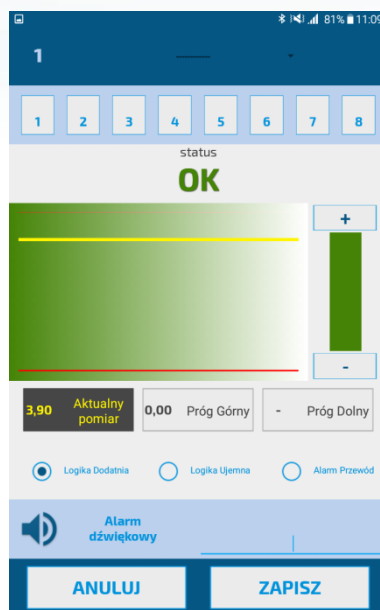 81% 11:09
1
1 2 3 4 5 6 7 8
status
OK
+
-
3,90 Aktualny pomiar
0,00 Próg Górny
- Próg Dolny
Logika Dodatnia
Logika Ujemna
Alarm Przewód
Alarm
dźwiękowy
ANULUJ ZAPISZ